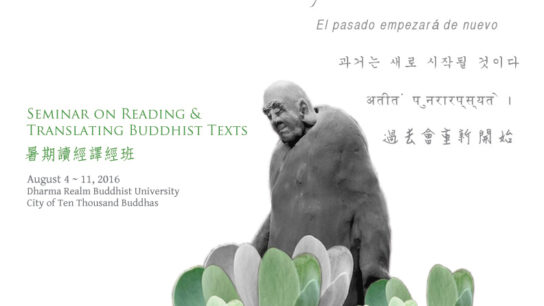 El pasado empezará de nuevo
과거는 새로 시작될 것이다
अतीतं पुनरारप्स्यते ।
過去會重新開始
SEMINAR ON READING &
TRANSLATING BUDDHIST TEXTS
暑期讀經譯經班
August 4 ~ 11, 2016
Dharma Realm Buddhist University
City of Ten Thousand Buddhas